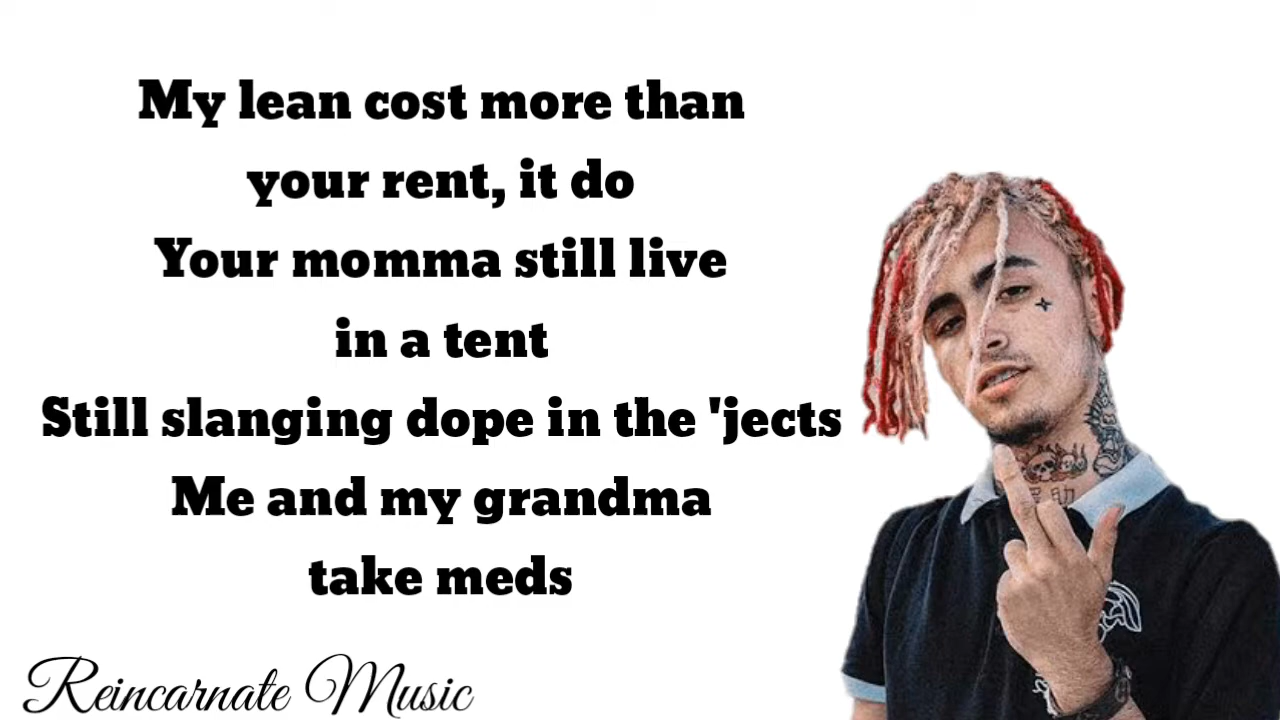 My lean cost more than
your rent, it do
Your momma still live
in a tent
Still slanging dope in the 'jects
Me and my grandma
take meds
Reincarnate Music